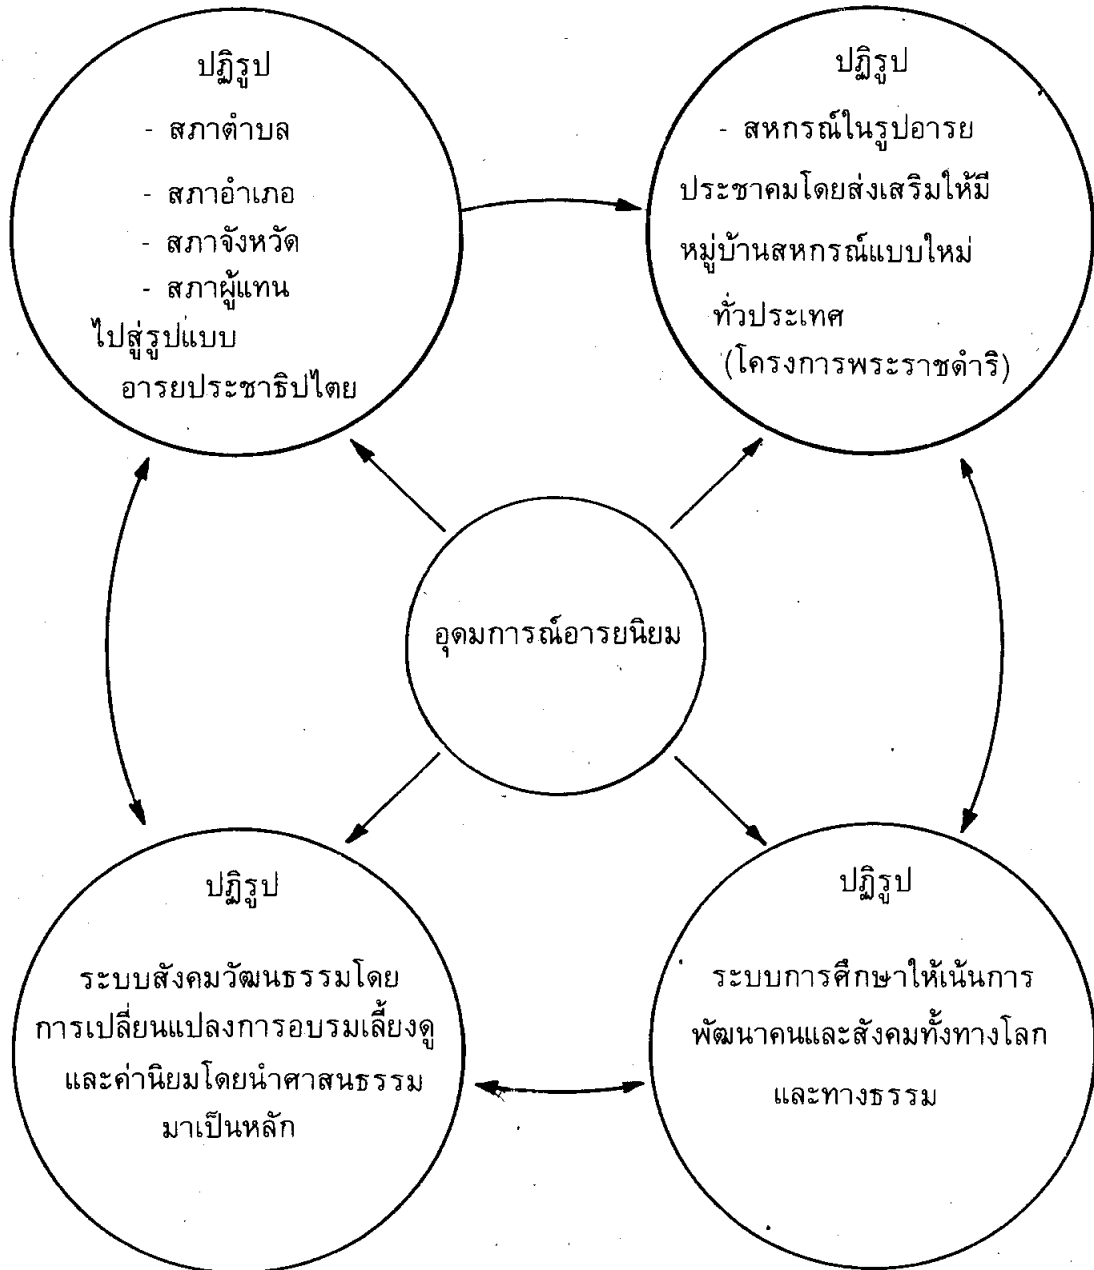 ปฏิรูป
- สภาตำบล
- สภาอำเภอ
- สภาจังหวัด
- สภาผู้แทน
ไปสู่รูปแบบ
อารยประชาธิปไตย
ปฏิรูป
- สหกรณ์ในรูปอารย
ประชาคมโดยส่งเสริมให้มี
หมู่บ้านสหกรณ์แบบใหม่
ทั่วประเทศ
(โครงการพระราชดำริ)
อุดมการณ์อารยนิยม
ปฏิรูป
ระบบสังคมวัฒนธรรมโดย
การเปลี่ยนแปลงการอบรมเลี้ยงดู
และค่านิยมโดยนำศาสนธรรม
มาเป็นหลัก
ปฏิรูป
ระบบการศึกษาให้เน้นการ
พัฒนาคนและสังคมทั้งทางโลก
และทางธรรม